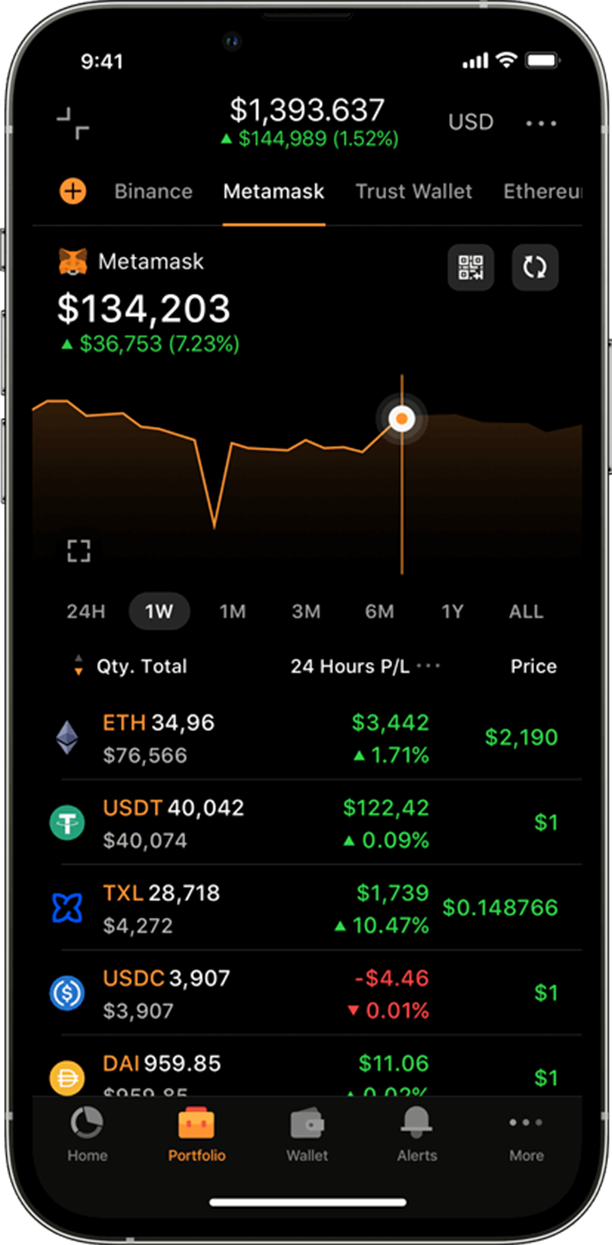 9:41
$1,393.637
▲ $144,989 (1.52%)
USD
Binance Metamask Trust Wallet Ethereu
Metamask
$134,203
▲ $36,753 (7.23%)
24H 1W 1M 3M 6M 1Y ALL
Qty. Total 24 Hours P/L ··· Price
ETH 34,96 $3,442 $2,190
$76,566 ▲ 1.71%
USDT 40,042 $122,42 $1
$40,074 ▲ 0.09%
TXL 28,718 $1,739 $0.148766
$4,272 ▲ 10.47%
USDC 3,907 -$4.46 $1
$3,907 ▼ 0.01%
DAI 959.85 $11.06 $1
$959.85 ▲ 0.02%
Home Portfolio Wallet Alerts More